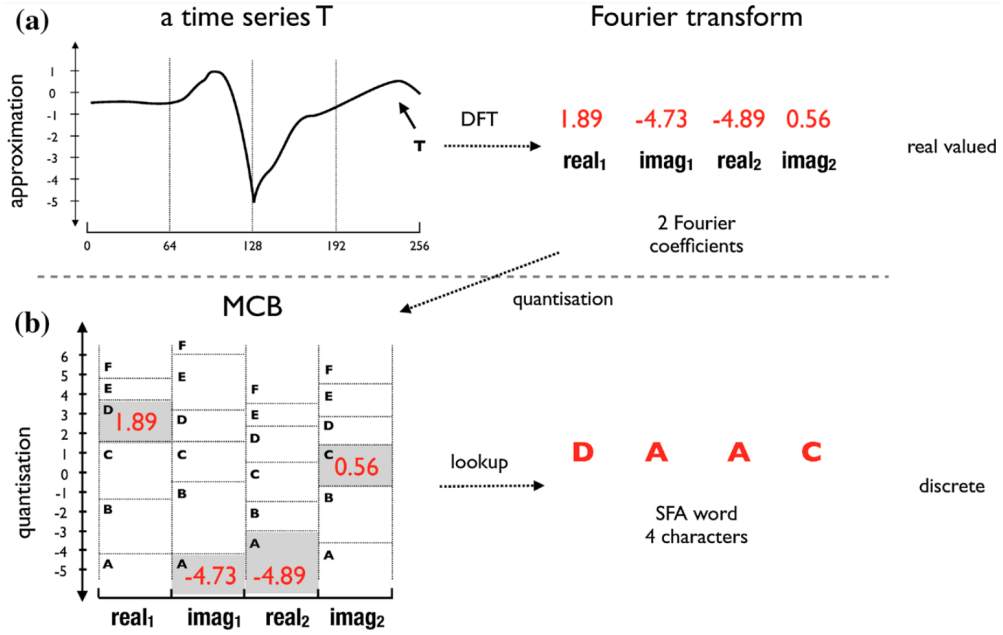 (a)
a time series T
Fourier transform
approximation
1
0
-1
-2
-3
-4
-5
0 64 128 192 256
T
DFT
1.89 -4.73 -4.89 0.56
real1 imag1 real2 imag2
real valued
2 Fourier
coefficients
quantisation
(b)
MCB
quantisation
6
5
4
3
2
1
0
-1
-2
-3
-4
-5
F
E
D
1.89
C
B
A
real1
F
E
D
C
B
A
-4.73
imag1
F
E
D
C
B
A
-4.89
real2
F
E
D
C
0.56
B
A
imag2
lookup
D A A C
SFA word
4 characters
discrete